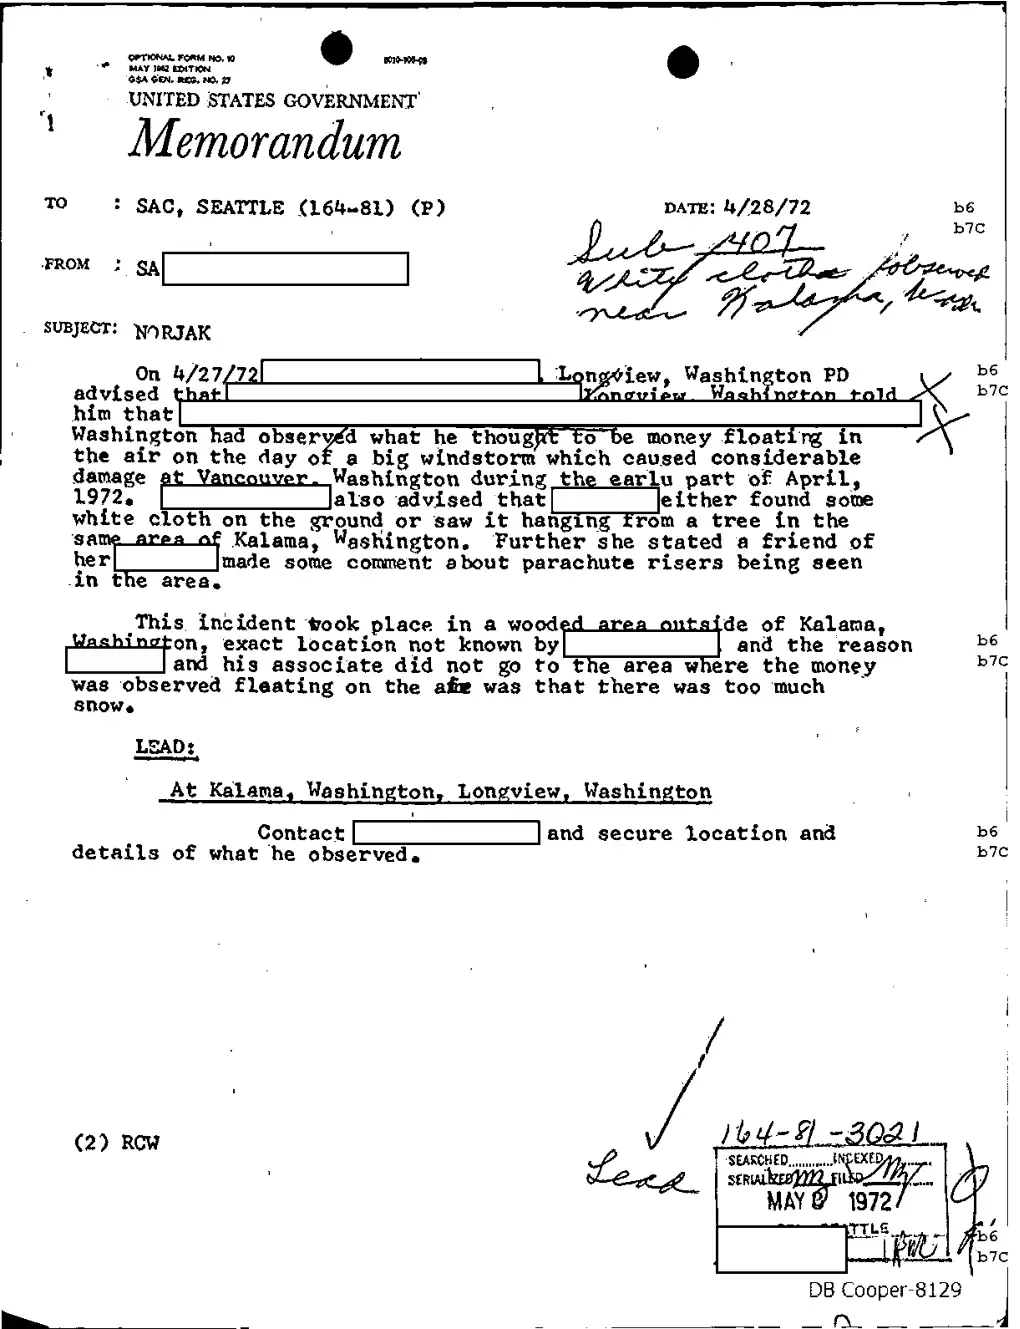 OPTIONAL FORM NO. 10
MAY 1962 EDITION
GSA GEN. REG. NO. 27
5010-106-08
UNITED STATES GOVERNMENT
Memorandum
TO : SAC, SEATTLE (164-81) (P)
DATE: 4/28/72
b6
b7C
Sub 1407
White cloths observed
near Kalama, Wash.
FROM : SA
SUBJECT: NORJAK
On 4/27/72 , Longview, Washington PD
b6
advised that Longview, Washington told
b7C
him that
Washington had observed what he thought to be money floating in
the air on the day of a big windstorm which caused considerable
damage at Vancouver, Washington during the earlu part of April,
1972. also advised that either found some
white cloth on the ground or saw it hanging from a tree in the
same area of Kalama, Washington. Further she stated a friend of
her made some comment about parachute risers being seen
in the area.
This incident took place in a wooded area outside of Kalama,
Washington, exact location not known by and the reason
b6
and his associate did not go to the area where the money
b7C
was observed fleating on the air was that there was too much
snow.
LEAD:
At Kalama, Washington, Longview, Washington
Contact and secure location and
b6
details of what he observed.
b7C
(2) RCW
Lead
164-81-3021
SEARCHED INDEXED
SERIALIZED FILED
MAY 1972
b6
b7C
DB Cooper-8129